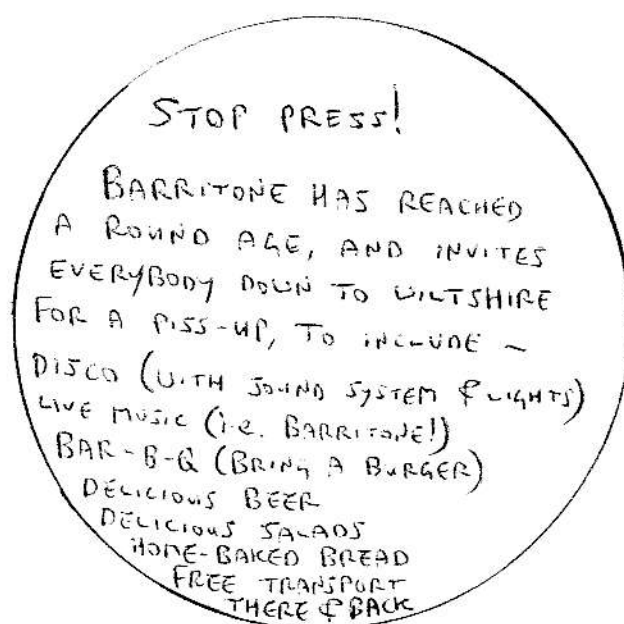 STOP PRESS!
BARRITONE HAS REACHED
A ROUND AGE, AND INVITES
EVERYBODY DOWN TO WILTSHIRE
FOR A PISS-UP, TO INCLUDE ~
DISCO (WITH SOUND SYSTEM & LIGHTS)
LIVE MUSIC (i.e. BARRITONE!)
BAR-B-Q (BRING A BURGER)
DELICIOUS BEER
DELICIOUS SALADS
HOME-BAKED BREAD
FREE TRANSPORT
THERE & BACK